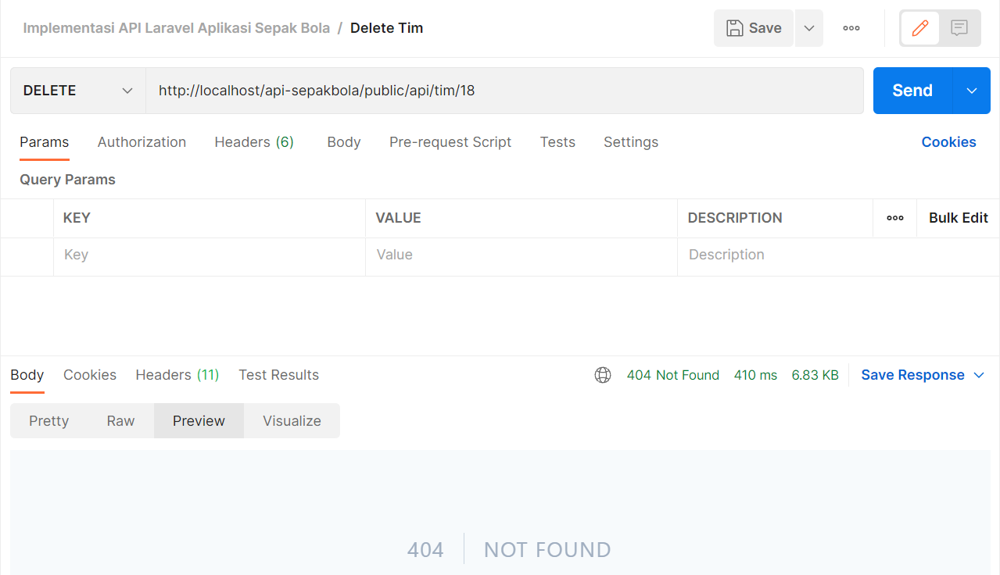 Implementasi API Laravel Aplikasi Sepak Bola / Delete Tim
Save
DELETE
http://localhost/api-sepakbola/public/api/tim/18
Send
Params Authorization Headers (6) Body Pre-request Script Tests Settings Cookies
Query Params
KEY VALUE DESCRIPTION Bulk Edit
Key Value Description
Body Cookies Headers (11) Test Results 404 Not Found 410 ms 6.83 KB Save Response
Pretty Raw Preview Visualize
404 NOT FOUND